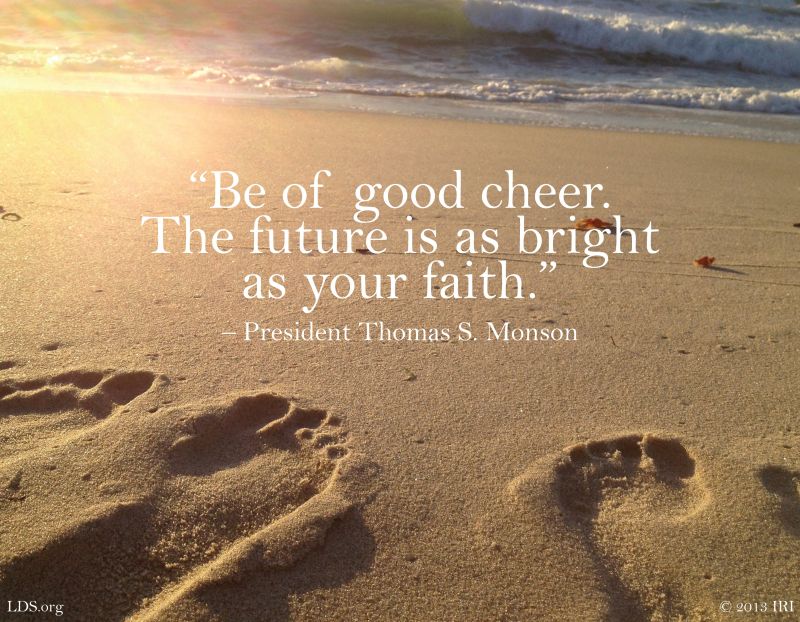 “Be of good cheer.
The future is as bright
as your faith.”
– President Thomas S. Monson
LDS.org
© 2013 IRI